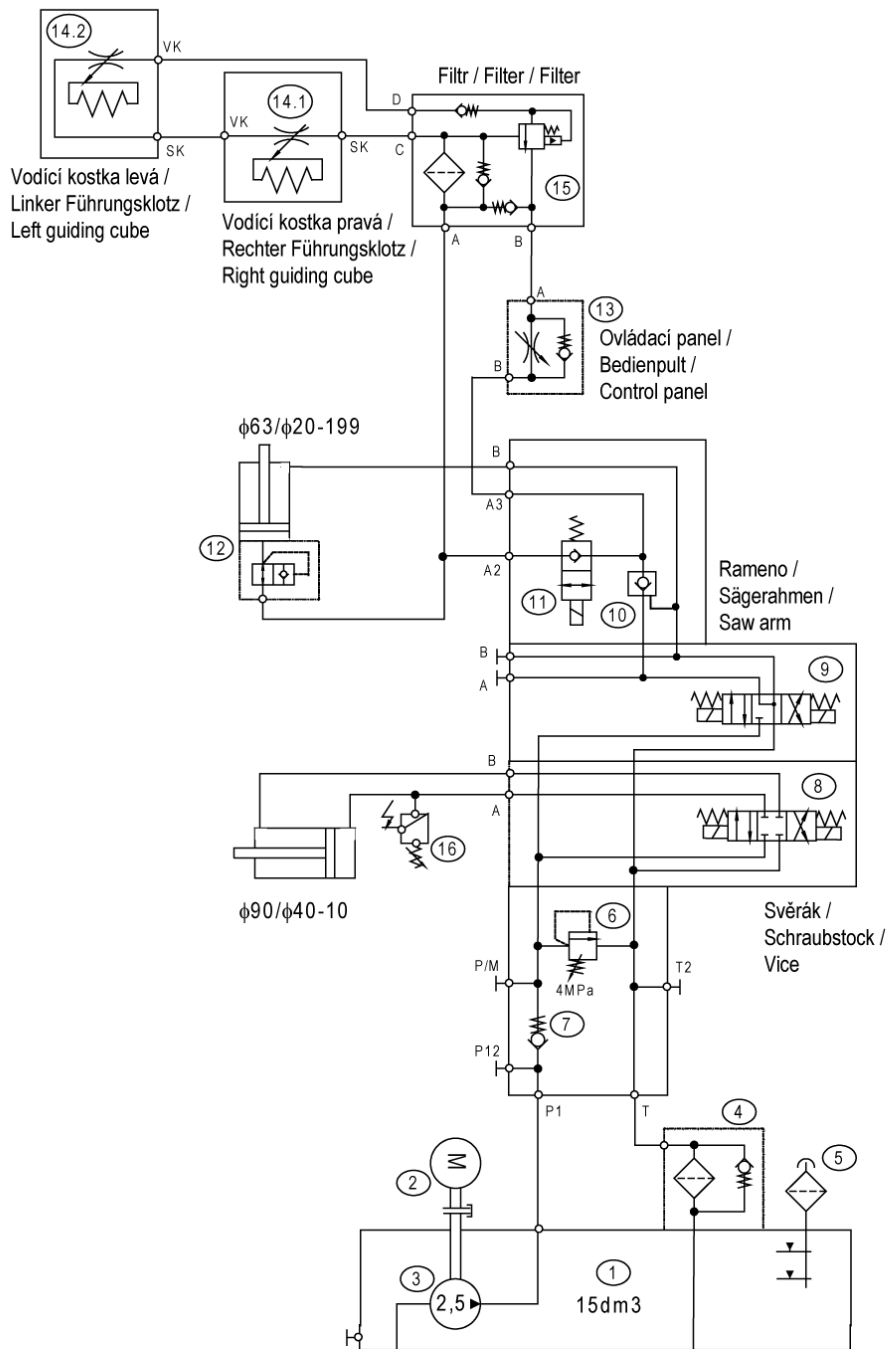 14.2
VK
SK
Vodící kostka levá /
Linker Führungsklotz /
Left guiding cube
14.1
VK
SK
Vodící kostka pravá /
Rechter Führungsklotz /
Right guiding cube
Filtr / Filter / Filter
D
C
15
A
B
A
13
B
Ovládací panel /
Bedienpult /
Control panel
ϕ63/ϕ20-199
12
B
A3
A2
11
10
Rameno /
Sägerahmen /
Saw arm
B
A
9
B
A
8
16
ϕ90/ϕ40-10
Svěrák /
Schraubstock /
Vice
6
P/M
4MPa
T2
7
P12
P1
T
4
5
M
2
3
2,5
1
15dm3